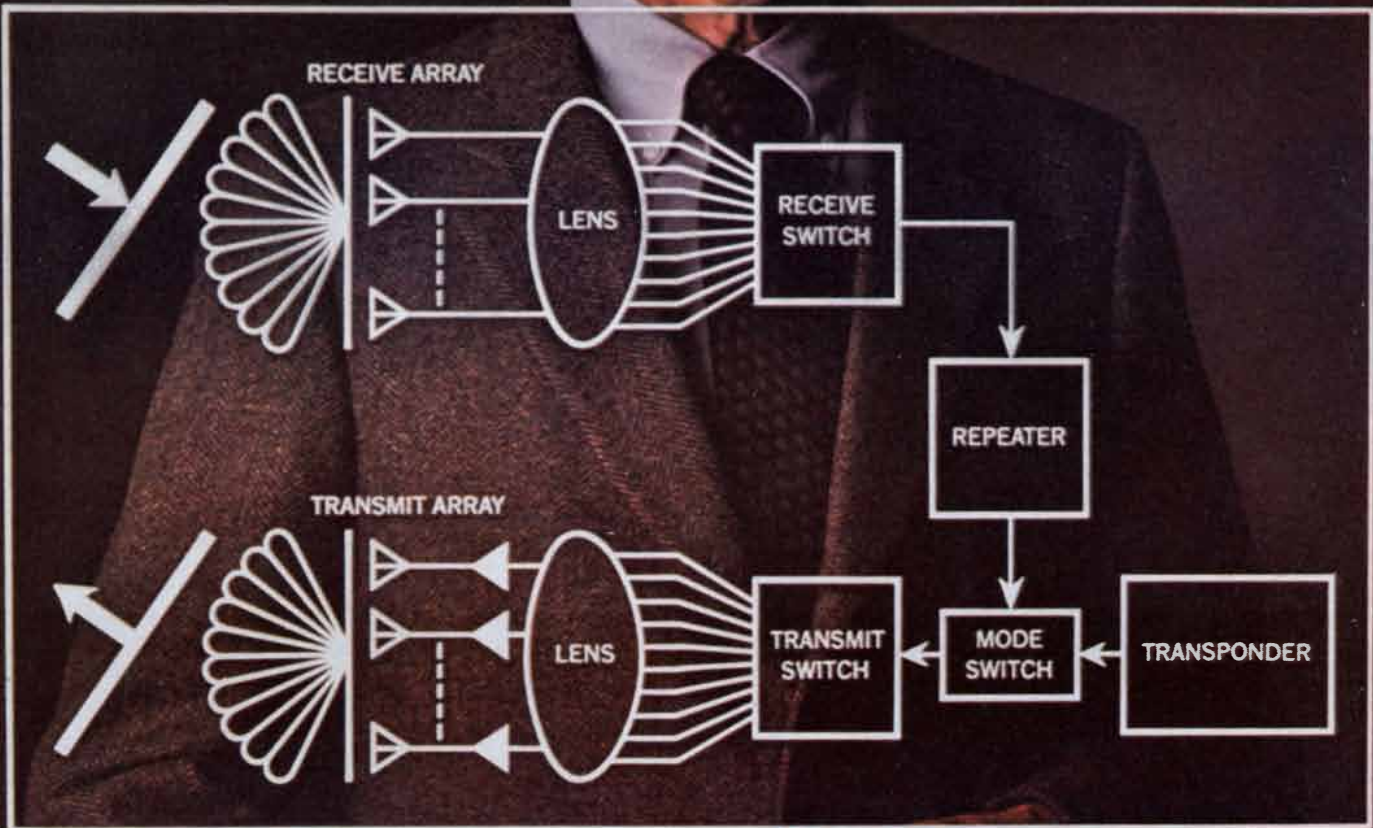 RECEIVE ARRAY
LENS
RECEIVE
SWITCH
REPEATER
TRANSMIT ARRAY
LENS
TRANSMIT
SWITCH
MODE
SWITCH
TRANSPONDER